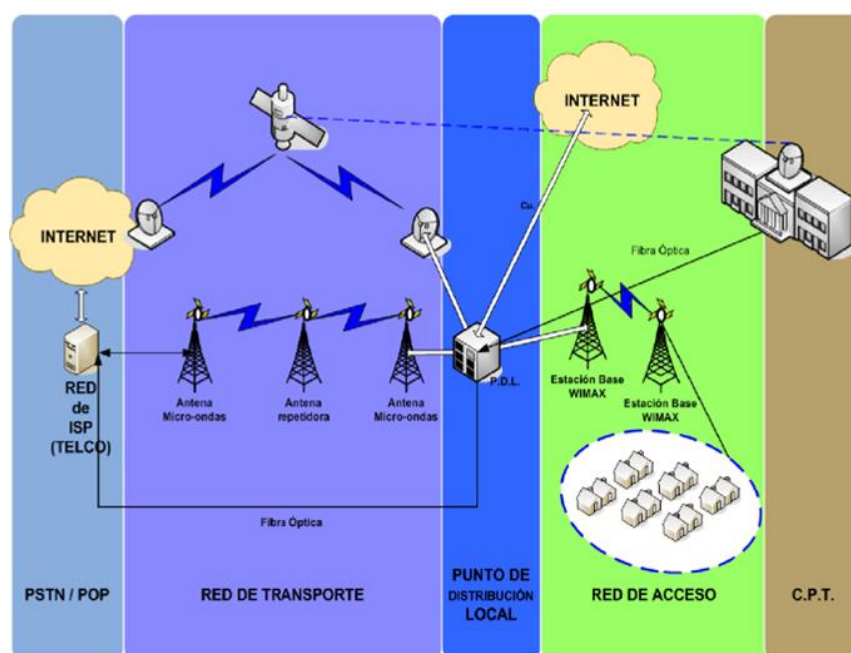 INTERNET
INTERNET
Cu.
Fibra Óptica
RED
de
ISP
(TELCO)
Antena
Micro-ondas
Antena
repetidora
Antena
Micro-ondas
P.D.L.
Estación Base
WIMAX
Estación Base
WiMAX
Fibra Óptica
PSTN / POP
RED DE TRANSPORTE
PUNTO DE
DISTRIBUCIÓN
LOCAL
RED DE ACCESO
C.P.T.